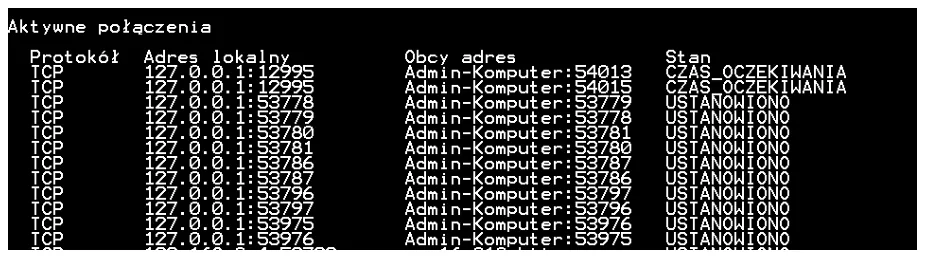 Aktywne połączenia
Protokół Adres lokalny Obcy adres Stan
TCP 127.0.0.1:12995 Admin-Komputer:54013 CZAS_OCZEKIWANIA
TCP 127.0.0.1:12995 Admin-Komputer:54015 CZAS_OCZEKIWANIA
TCP 127.0.0.1:53778 Admin-Komputer:53779 USTANOWIONO
TCP 127.0.0.1:53779 Admin-Komputer:53778 USTANOWIONO
TCP 127.0.0.1:53780 Admin-Komputer:53781 USTANOWIONO
TCP 127.0.0.1:53781 Admin-Komputer:53780 USTANOWIONO
TCP 127.0.0.1:53786 Admin-Komputer:53787 USTANOWIONO
TCP 127.0.0.1:53787 Admin-Komputer:53786 USTANOWIONO
TCP 127.0.0.1:53796 Admin-Komputer:53797 USTANOWIONO
TCP 127.0.0.1:53797 Admin-Komputer:53796 USTANOWIONO
TCP 127.0.0.1:53975 Admin-Komputer:53976 USTANOWIONO
TCP 127.0.0.1:53976 Admin-Komputer:53975 USTANOWIONO